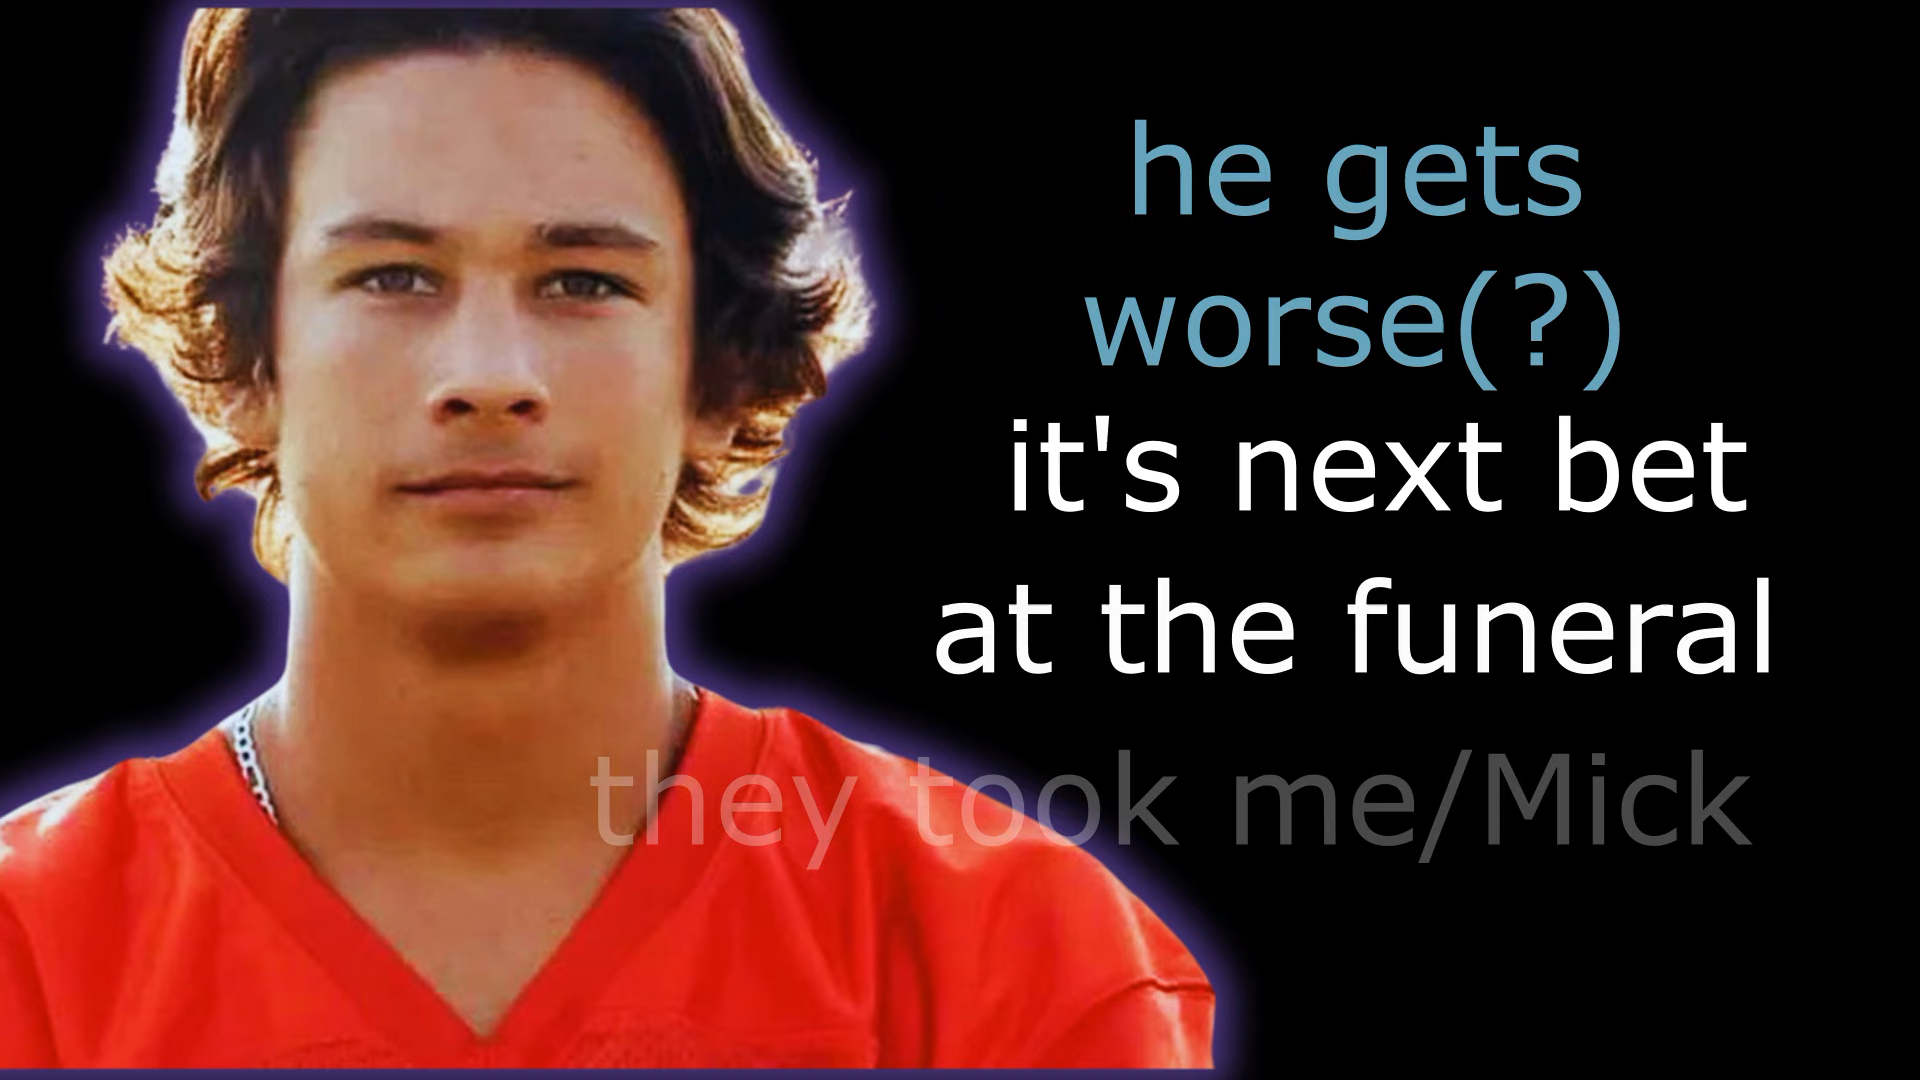 he gets
worse(?)
it's next bet
at the funeral
they took me/Mick